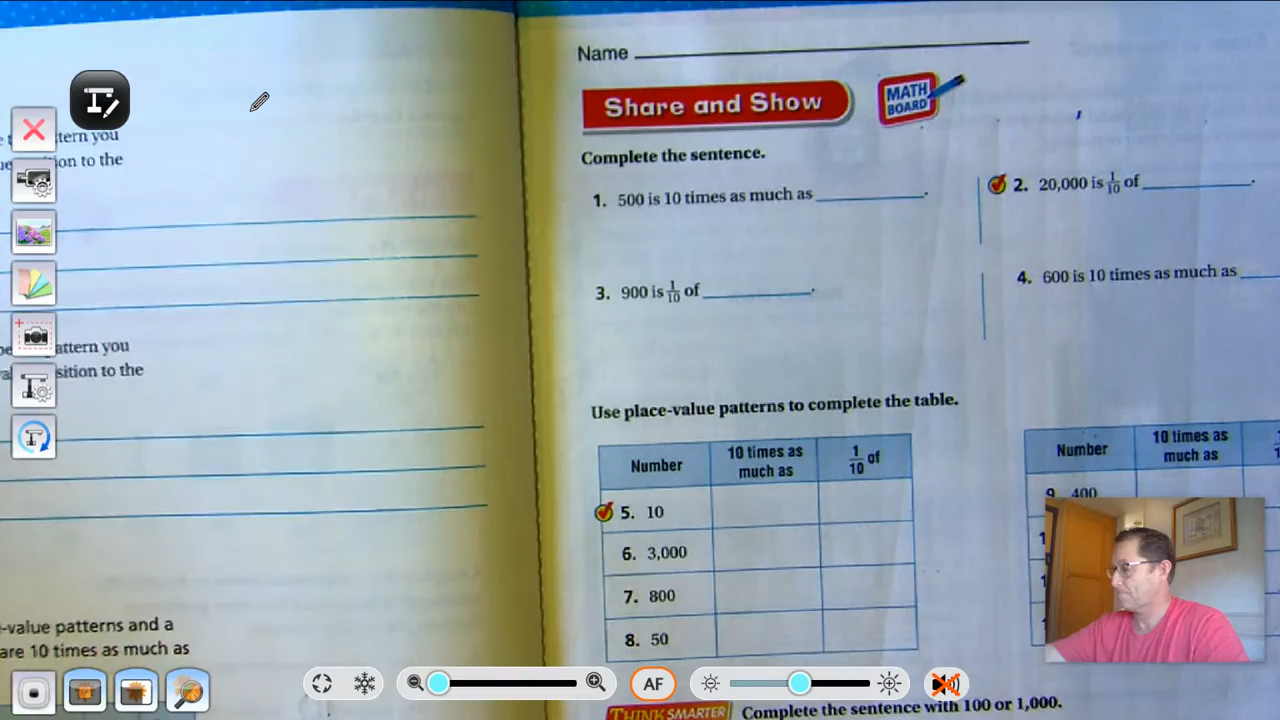 tern you
on to the
attern you
sition to the
-value patterns and a
are 10 times as much as
Name
Share and Show
MATH BOARD
Complete the sentence.
1. 500 is 10 times as much as .
2. 20,000 is 1/10 of .
3. 900 is 1/10 of .
4. 600 is 10 times as much as
Use place-value patterns to complete the table.
Number 10 times as much as 1/10 of
5. 10
6. 3,000
7. 800
8. 50
Number 10 times as much as
9. 400
THINK SMARTER Complete the sentence with 100 or 1,000.
AF